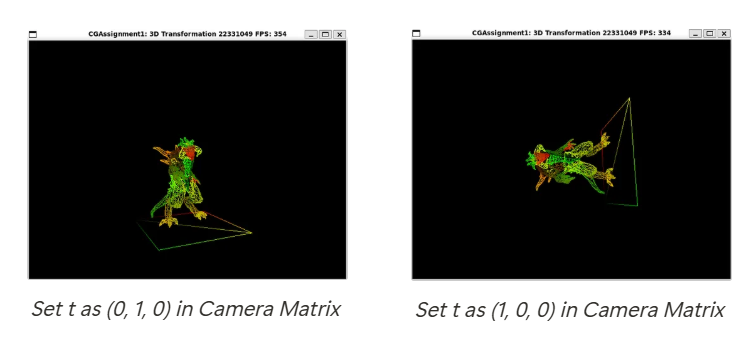 CGAssignment1: 3D Transformation 22331049 FPS: 354
CGAssignment1: 3D Transformation 22331049 FPS: 334
Set t as (0, 1, 0) in Camera Matrix
Set t as (1, 0, 0) in Camera Matrix